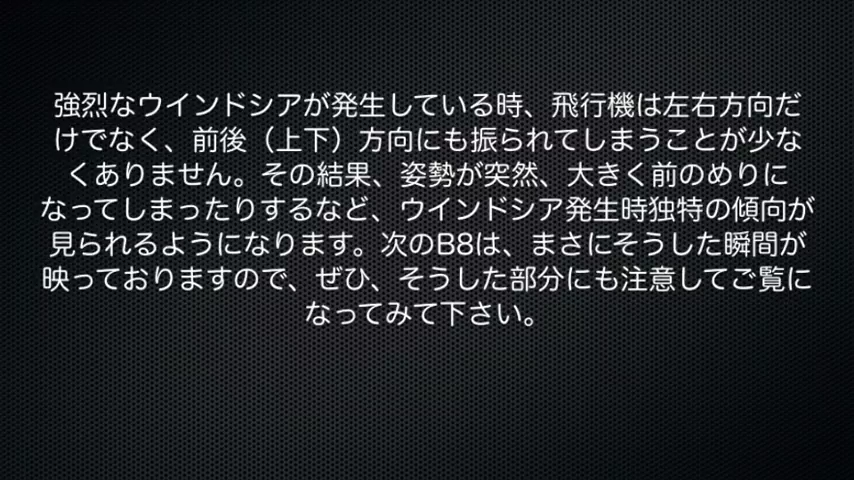 強烈なウインドシアが発生している時、飛行機は左右方向だ
けでなく、前後（上下）方向にも振られてしまうことが少な
くありません。その結果、姿勢が突然、大きく前のめりに
なってしまったりするなど、ウインドシア発生時独特の傾向が
見られるようになります。次のB8は、まさにそうした瞬間が
映っておりますので、ぜひ、そうした部分にも注意してご覧に
なってみて下さい。